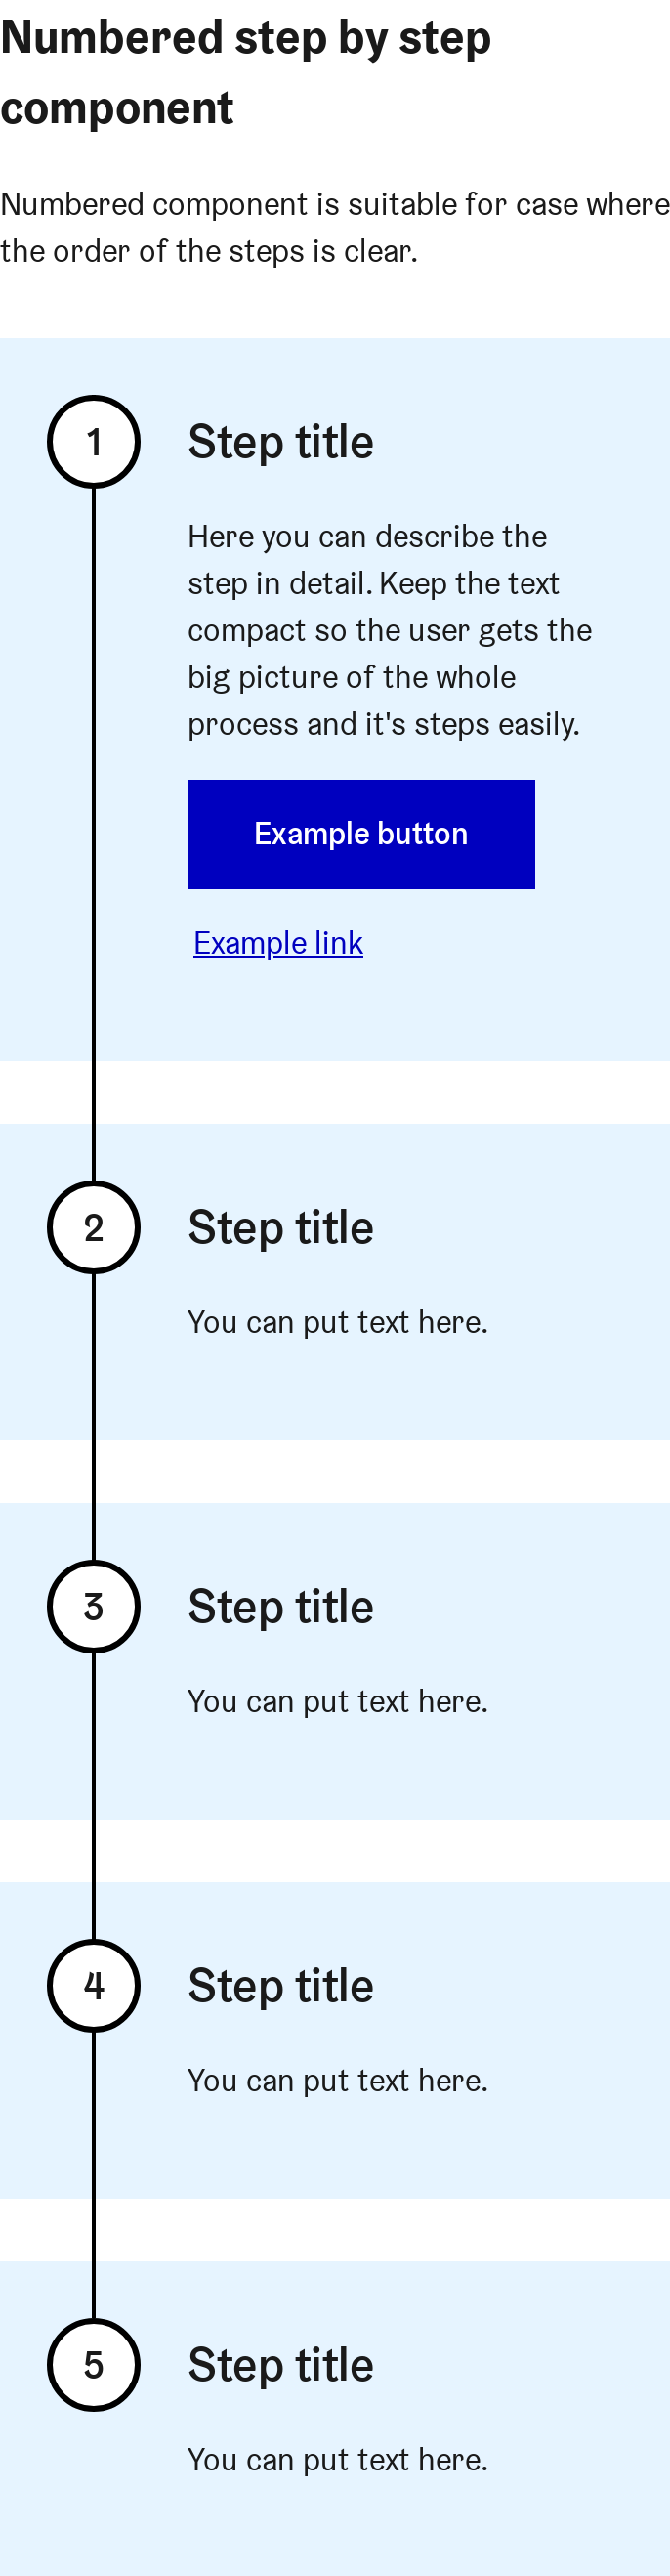 Numbered step by step
component
Numbered component is suitable for case where
the order of the steps is clear.
1
Step title
Here you can describe the
step in detail. Keep the text
compact so the user gets the
big picture of the whole
process and it's steps easily.
Example button
Example link
2
Step title
You can put text here.
3
Step title
You can put text here.
4
Step title
You can put text here.
5
Step title
You can put text here.